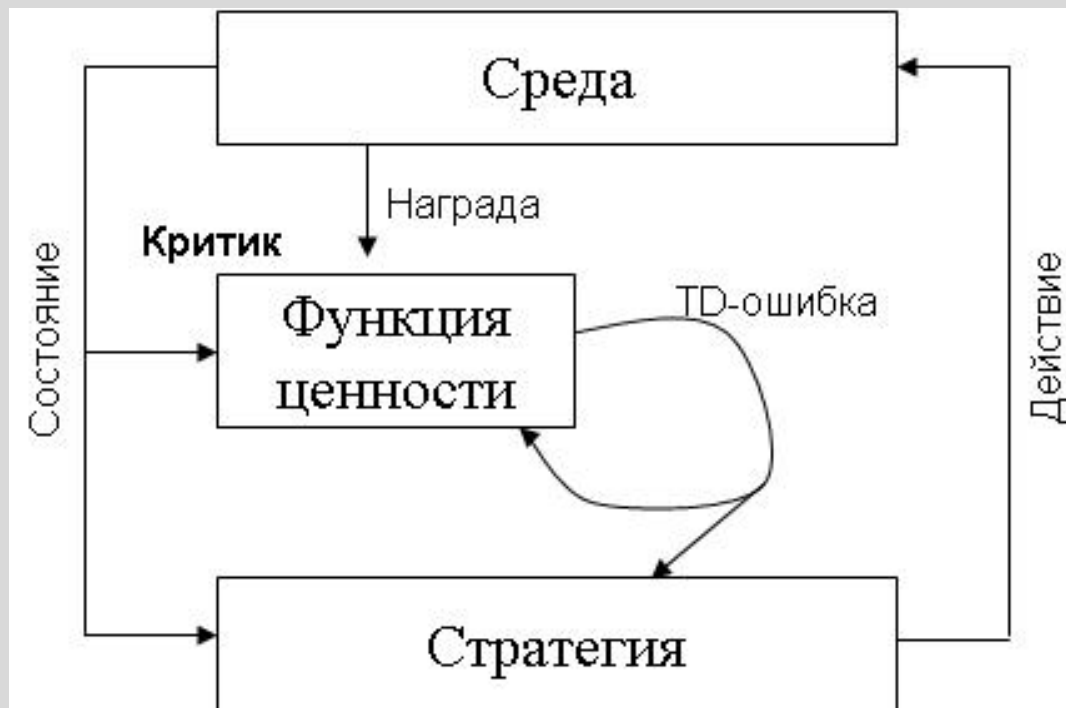 Среда
Награда
Критик
Состояние
Функция
ценности
TD-ошибка
Действие
Стратегия